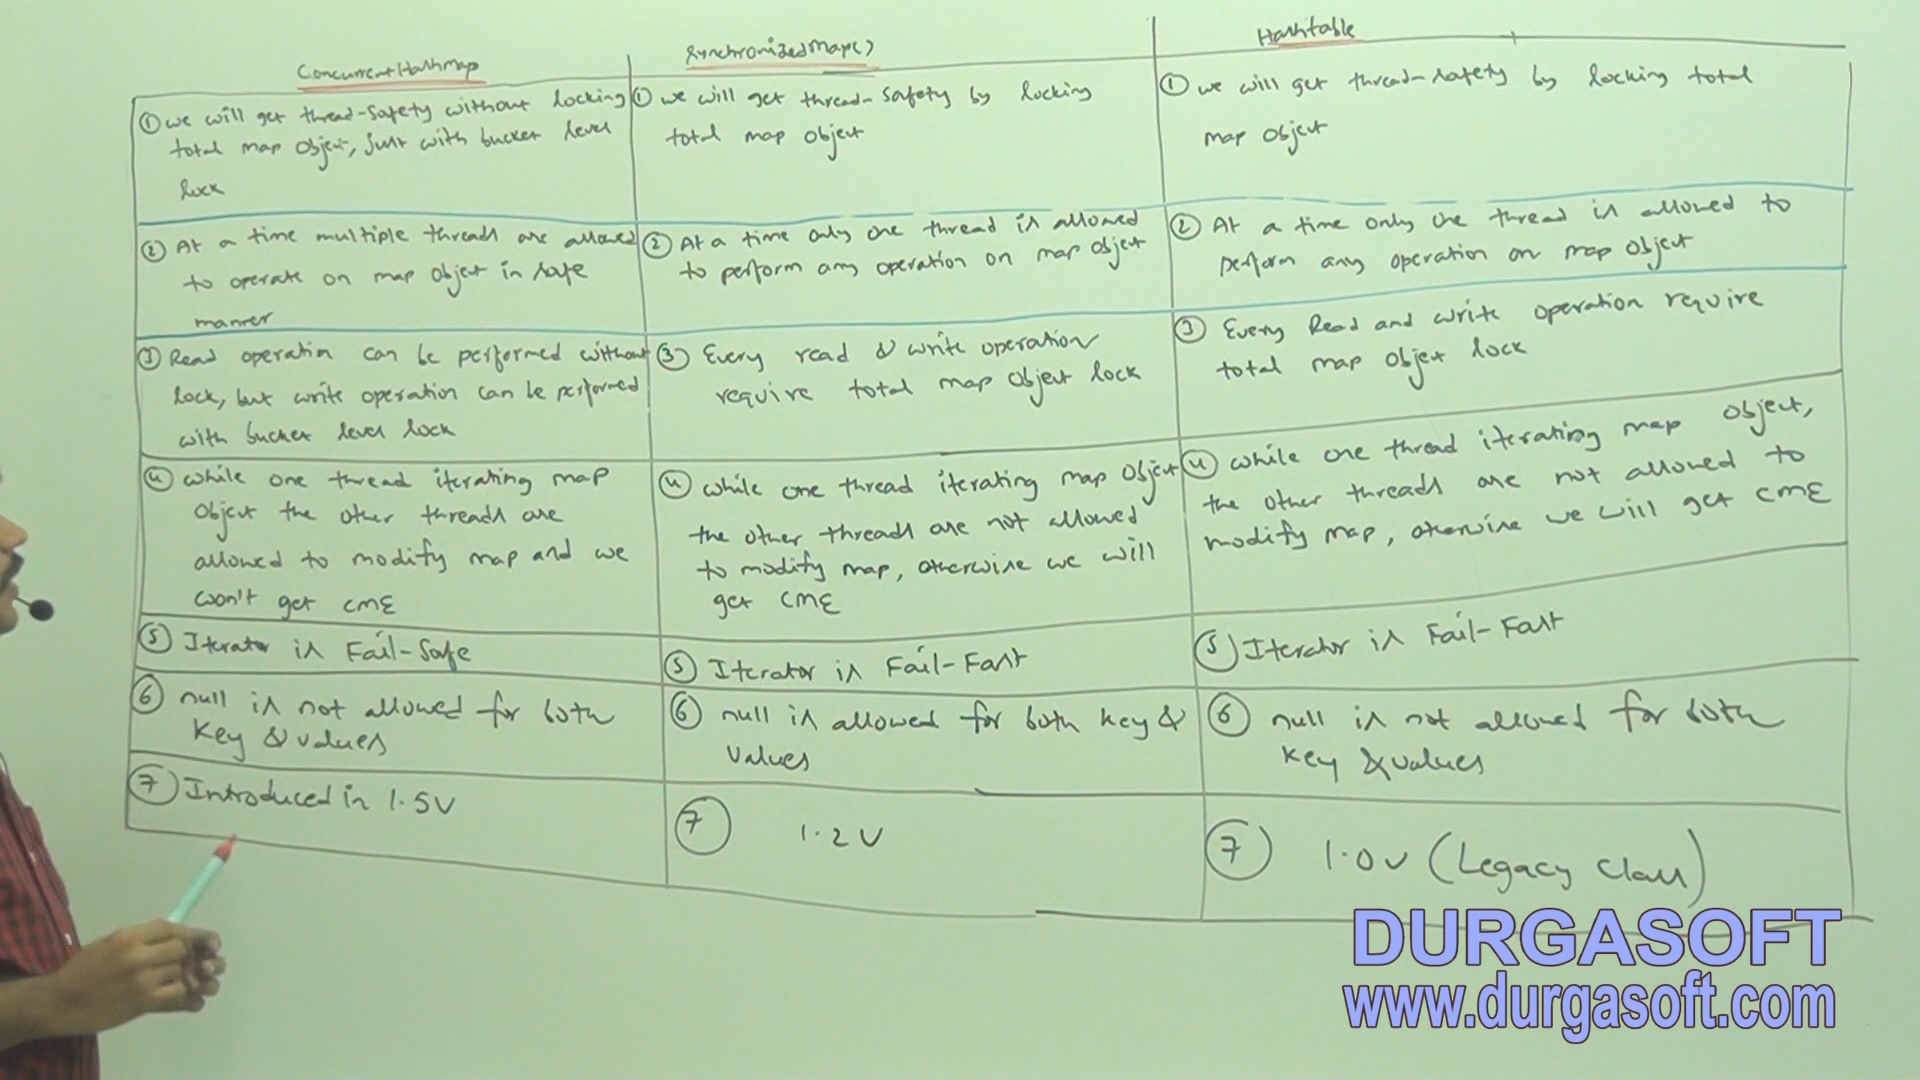 ConcurrentHashmap
① we will get thread-safety without locking
total map object, just with bucket level
lock
② At a time multiple threads are allowed
to operate on map object in safe
manner
③ Read operation can be performed without
lock, but write operation can be performed
with bucket level lock
④ while one thread iterating map
object the other threads are
allowed to modify map and we
won't get CME
⑤ Iterator is Fail-Safe
⑥ null is not allowed for both
key & values
⑦ Introduced in 1.5V
SynchronizedMap()
① we will get thread-safety by locking
total map object
② At a time only one thread is allowed
to perform any operation on map object
③ Every read & write operation
require total map object lock
④ while one thread iterating map object
the other threads are not allowed
to modify map, otherwise we will
get CME
⑤ Iterator is Fail-Fast
⑥ null is allowed for both key &
values
⑦ 1.2V
Hashtable
① we will get thread-safety by locking total
map object
② At a time only one thread is allowed to
perform any operation on map object
③ Every Read and write operation require
total map object lock
④ while one thread iterating map object,
the other threads are not allowed to
modify map, oterwise we will get CME
⑤ Iterator is Fail-Fast
⑥ null is not allowed for both
key & values
⑦ 1.0V (Legacy class)
DURGASOFT
www.durgasoft.com